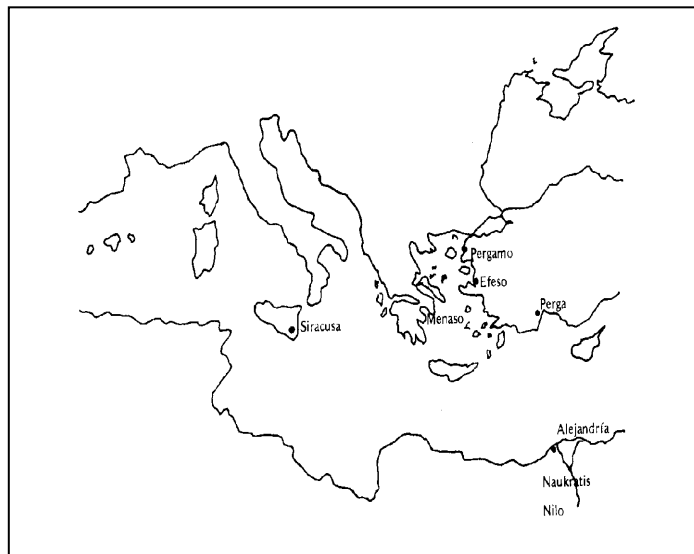 Pergamo
Efeso
Perga
Menaso
Siracusa
Alejandría
Naukratis
Nilo